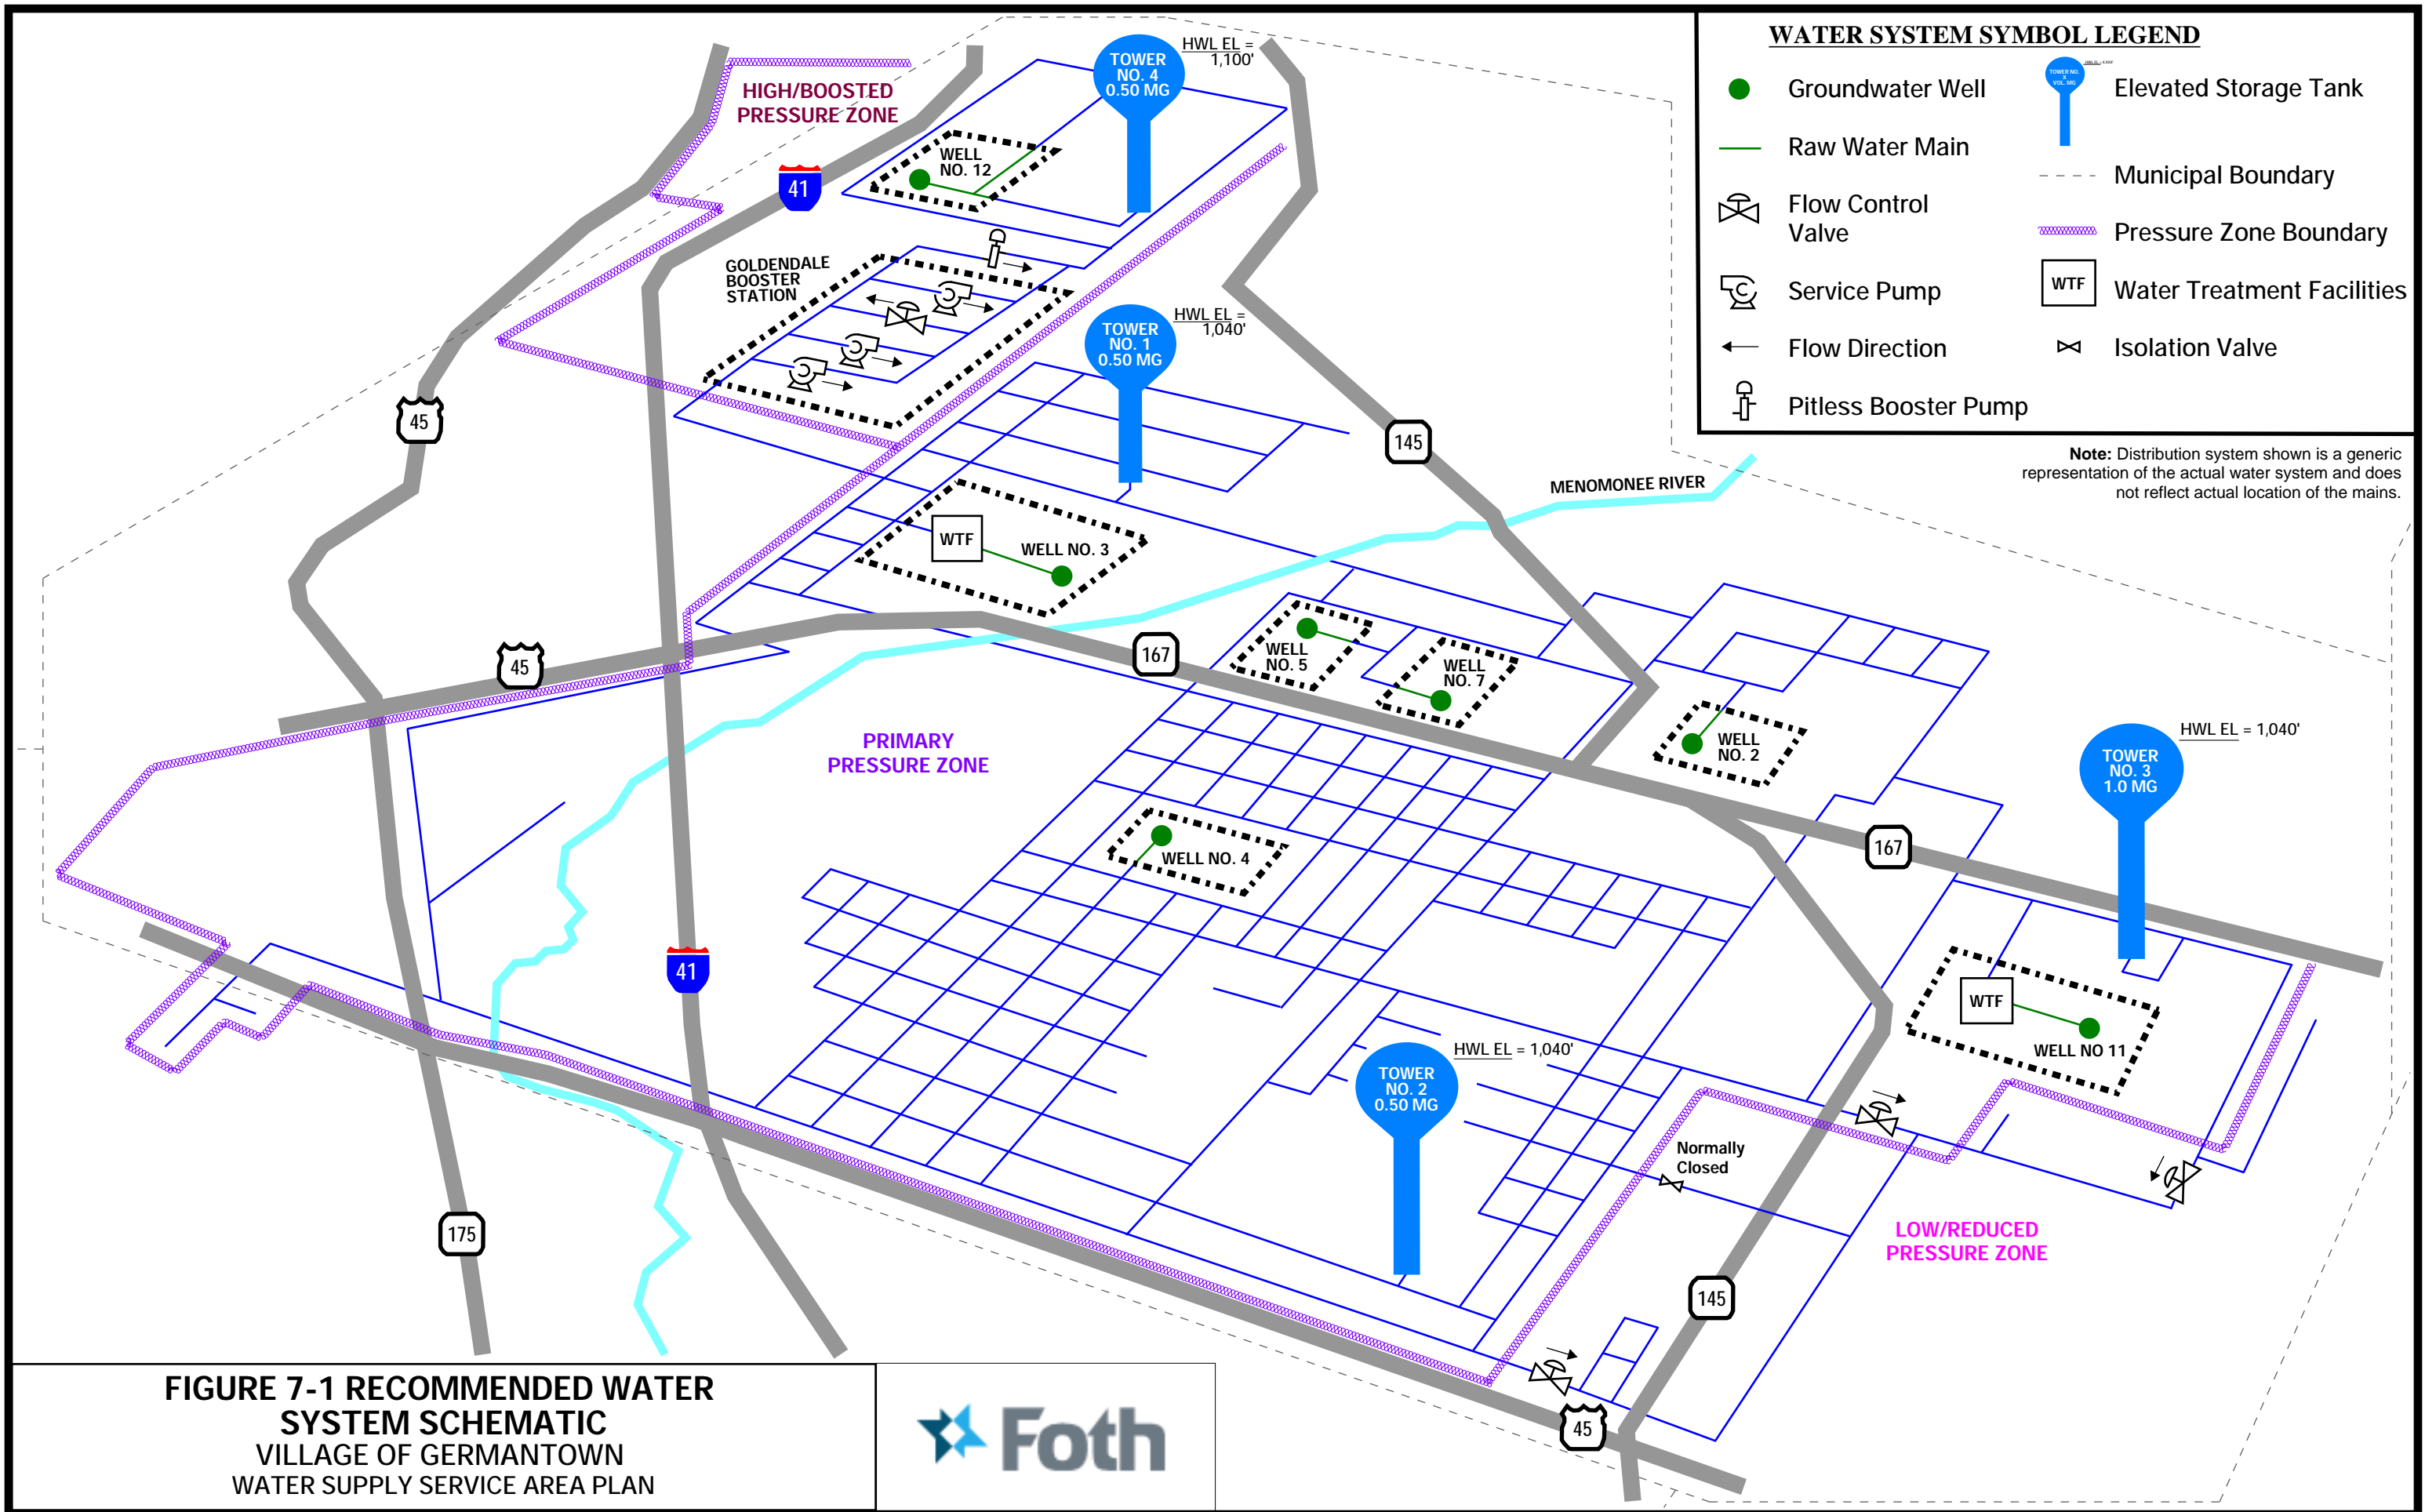 HWL EL =
1,100'
TOWER
NO. 4
0.50 MG
HIGH/BOOSTED
PRESSURE ZONE
WELL
NO. 12
41
GOLDENDALE
BOOSTER
STATION
HWL EL =
1,040'
TOWER
NO. 1
0.50 MG
45
145
WATER SYSTEM SYMBOL LEGEND
Groundwater Well
Raw Water Main
Flow Control
Valve
Service Pump
Flow Direction
Pitless Booster Pump
TOWER NO.
X
VOL. MG
Elevated Storage Tank
Municipal Boundary
Pressure Zone Boundary
WTF
Water Treatment Facilities
Isolation Valve
Note: Distribution system shown is a generic
representation of the actual water system and does
not reflect actual location of the mains.
MENOMONEE RIVER
WTF
WELL NO. 3
45
167
WELL
NO. 5
WELL
NO. 7
WELL
NO. 2
PRIMARY
PRESSURE ZONE
HWL EL = 1,040'
TOWER
NO. 3
1.0 MG
WELL NO. 4
167
41
WTF
WELL NO 11
HWL EL = 1,040'
TOWER
NO. 2
0.50 MG
Normally
Closed
LOW/REDUCED
PRESSURE ZONE
175
145
45
FIGURE 7-1 RECOMMENDED WATER
SYSTEM SCHEMATIC
VILLAGE OF GERMANTOWN
WATER SUPPLY SERVICE AREA PLAN
Foth